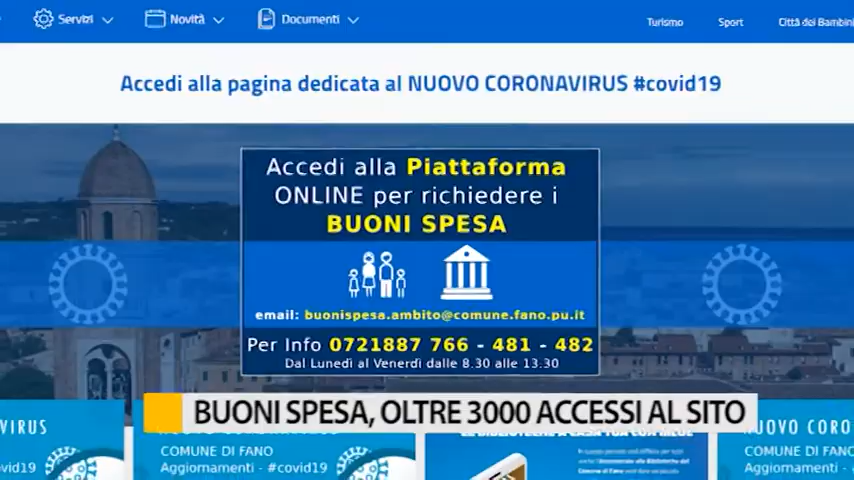 Servizi
Novità
Documenti
Turismo
Sport
Città dei Bambini
Accedi alla pagina dedicata al NUOVO CORONAVIRUS #covid19
Accedi alla Piattaforma
ONLINE per richiedere i
BUONI SPESA
email: buonispesa.ambito@comune.fano.pu.it
Per Info 0721887 766 - 481 - 482
Dal Lunedì al Venerdì dalle 8.30 alle 13.30
BUONI SPESA, OLTRE 3000 ACCESSI AL SITO
VIRUS
ovid19
COMUNE DI FANO
Aggiornamenti - #covid19
NUOVO CORO
COMUNE DI FANO
Aggiornamenti - #co